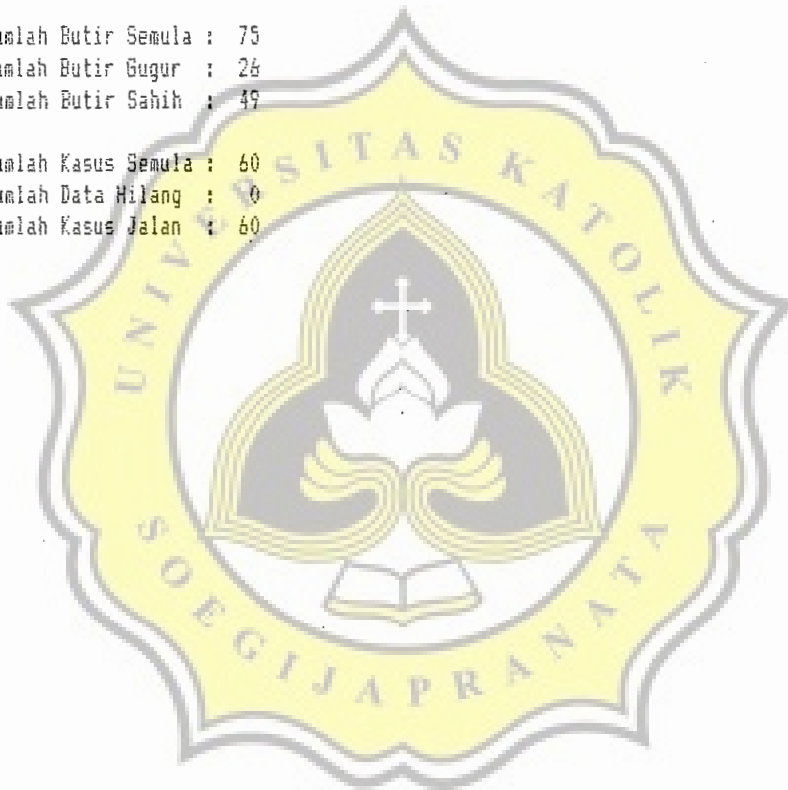 umlah Butir Semula : 75
umlah Butir Gugur : 26
umlah Butir Sahih : 49
umlah Kasus Semula : 60
umlah Data Hilang : 0
umlah Kasus Jalan : 60
UNIVERSITAS KATOLIK
SOEGIJAPRANATA